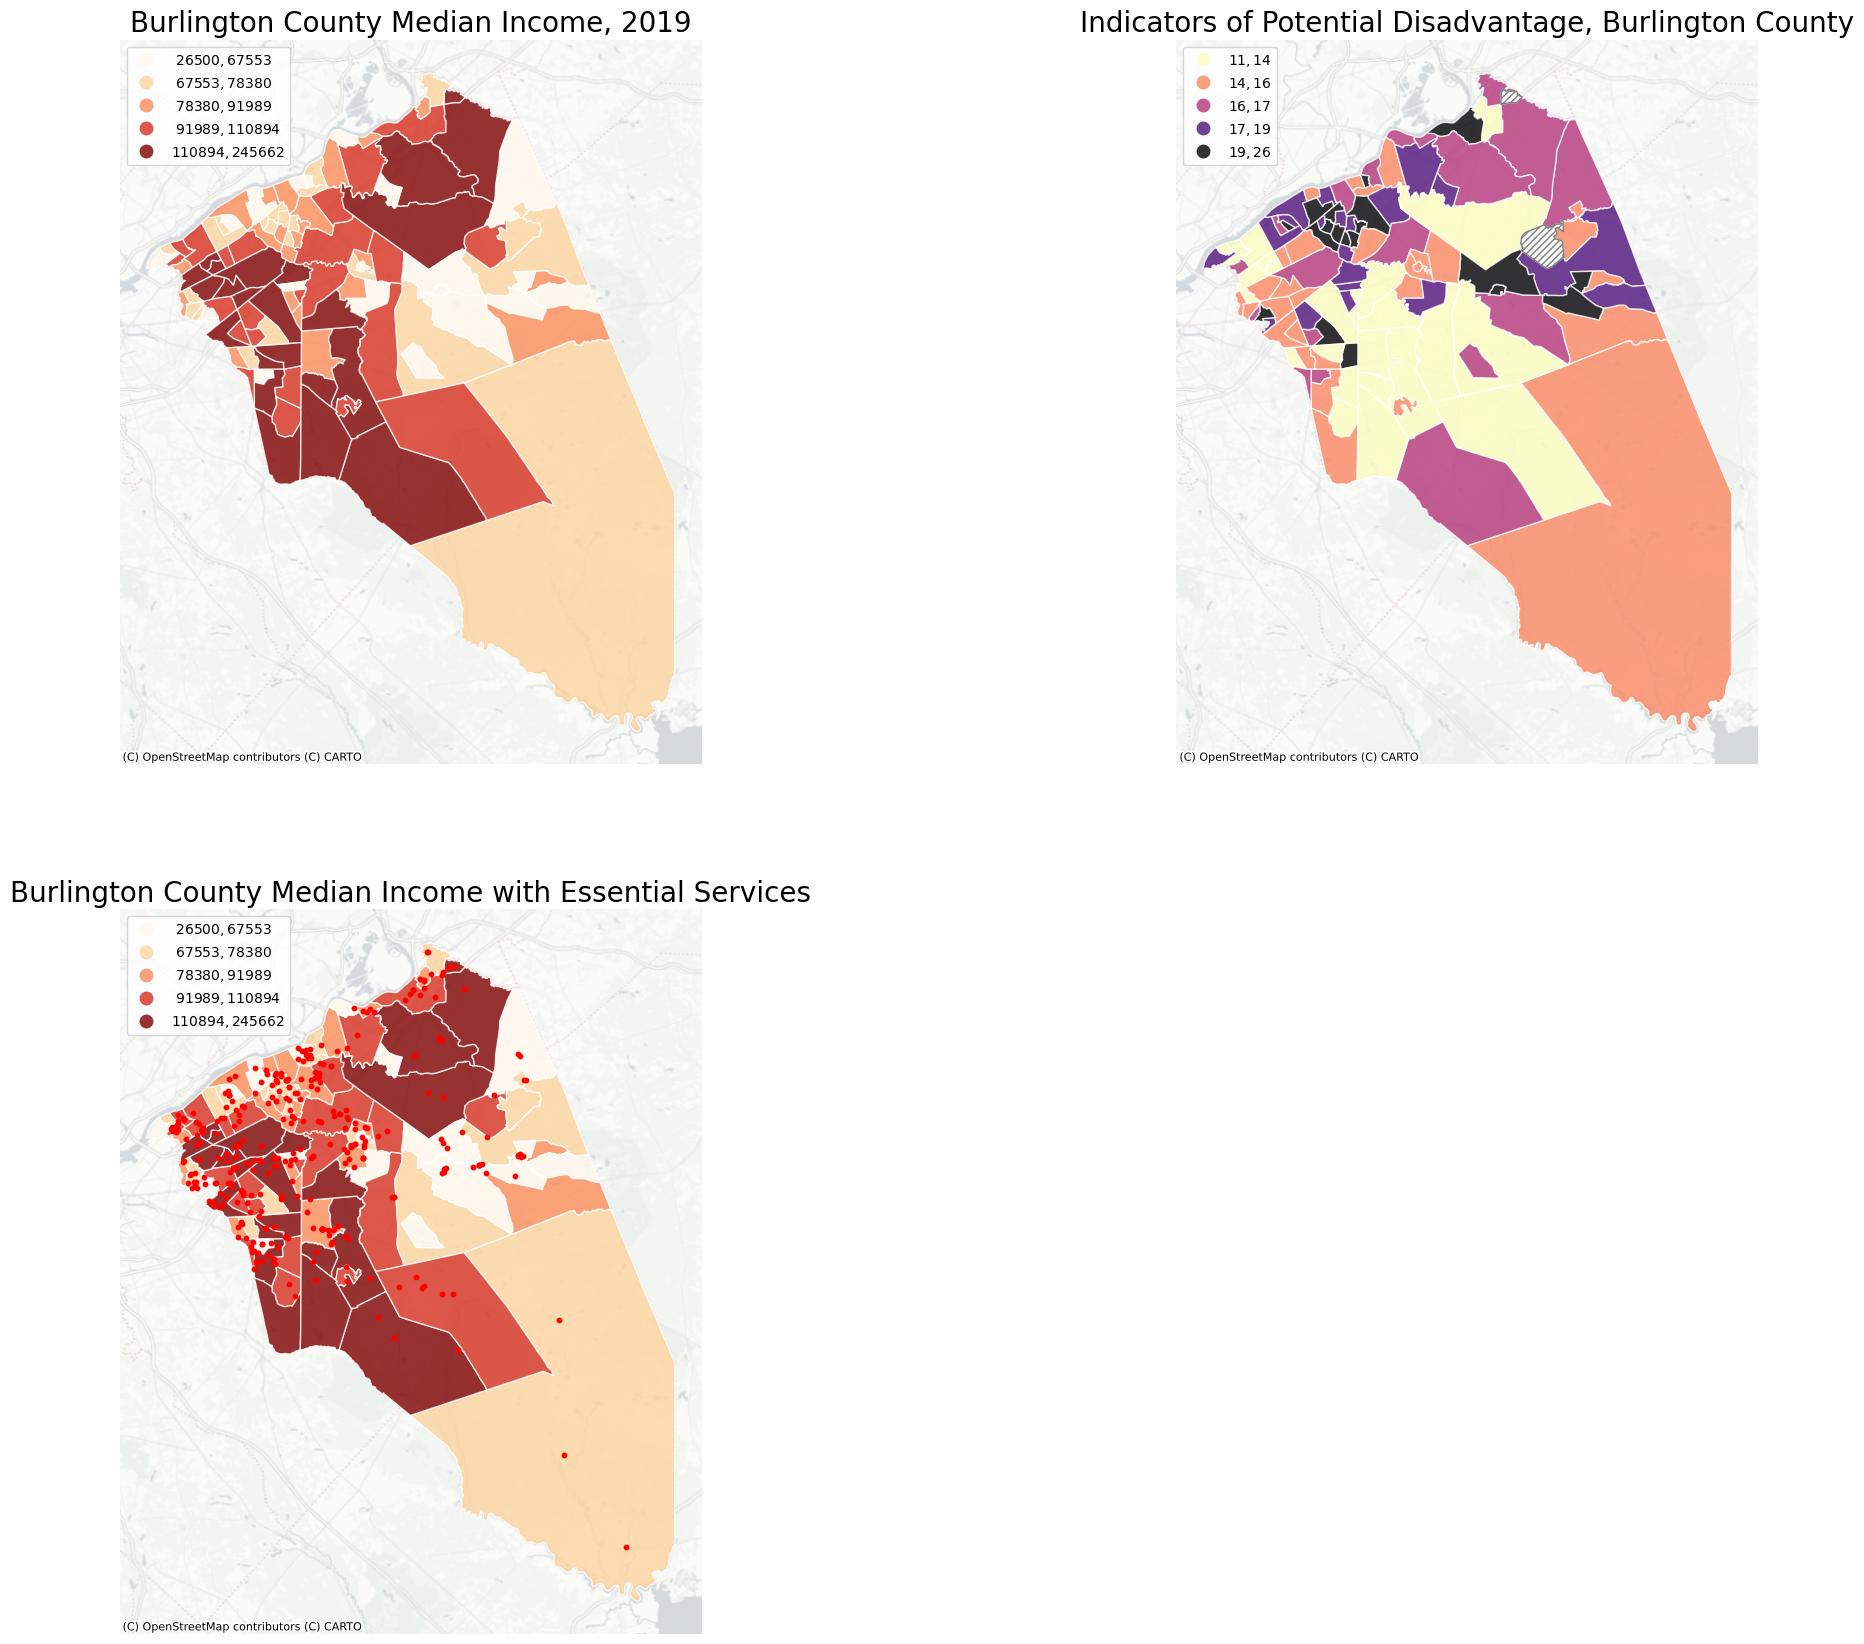 Burlington County Median Income, 2019
26500, 67553
67553, 78380
78380, 91989
91989, 110894
110894, 245662
(C) OpenStreetMap contributors (C) CARTO
Indicators of Potential Disadvantage, Burlington County
11, 14
14, 16
16, 17
17, 19
19, 26
(C) OpenStreetMap contributors (C) CARTO
Burlington County Median Income with Essential Services
26500, 67553
67553, 78380
78380, 91989
91989, 110894
110894, 245662
(C) OpenStreetMap contributors (C) CARTO